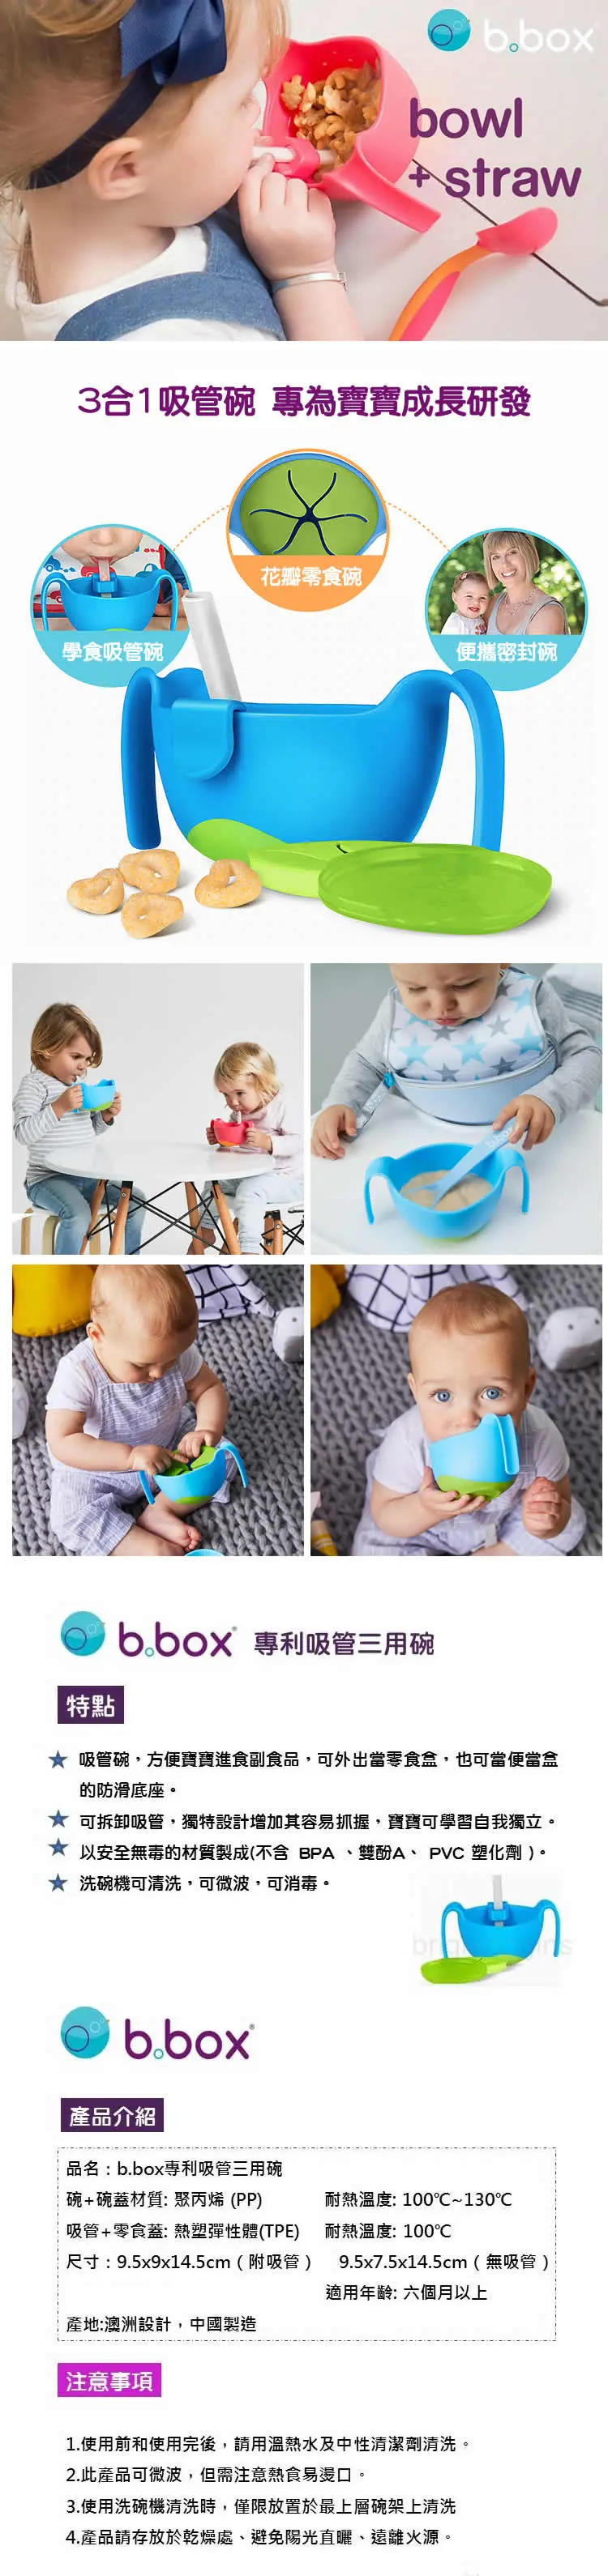 b.box
bowl
+ straw
3合1吸管碗 專為寶寶成長研發
花瓣零食碗
學食吸管碗
便攜密封碗
b.box® 專利吸管三用碗
特點
吸管碗，方便寶寶進食副食品，可外出當零食盒，也可當便當盒
的防滑底座。
可拆卸吸管，獨特設計增加其容易抓握，寶寶可學習自我獨立。
以安全無毒的材質製成(不含 BPA 、雙酚A、 PVC 塑化劑 )。
洗碗機可清洗，可微波，可消毒。
b.box®
產品介紹
品名：b.box專利吸管三用碗
碗+碗蓋材質: 聚丙烯 (PP) 耐熱溫度: 100℃~130℃
吸管+零食蓋: 熱塑彈性體(TPE) 耐熱溫度: 100℃
尺寸：9.5x9x14.5cm（附吸管） 9.5x7.5x14.5cm（無吸管）
適用年齡: 六個月以上
產地:澳洲設計，中國製造
注意事項
1.使用前和使用完後，請用溫熱水及中性清潔劑清洗。
2.此產品可微波，但需注意熱食易燙口。
3.使用洗碗機清洗時，僅限放置於最上層碗架上清洗
4.產品請存放於乾燥處、避免陽光直曬、遠離火源。